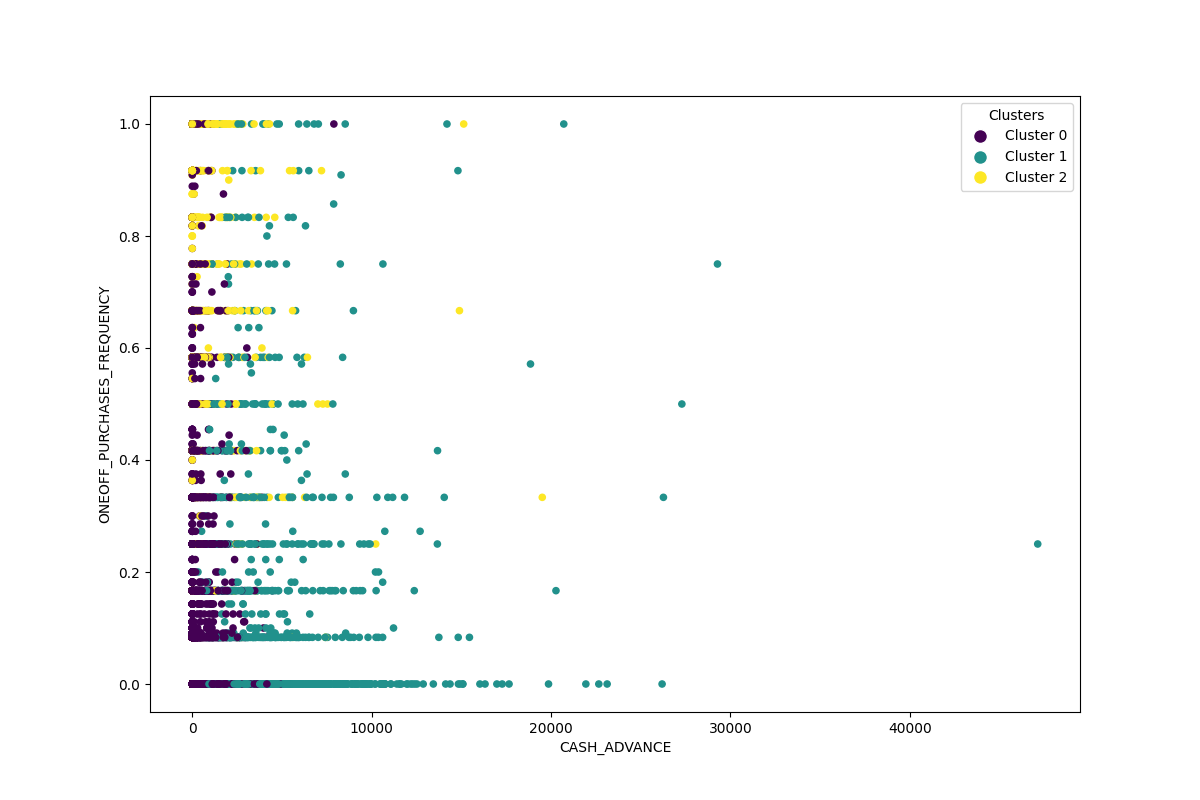 Clusters
Cluster 0
Cluster 1
Cluster 2
1.0
0.8
0.6
0.4
0.2
0.0
ONEOFF_PURCHASES_FREQUENCY
0
10000
20000
30000
40000
CASH_ADVANCE